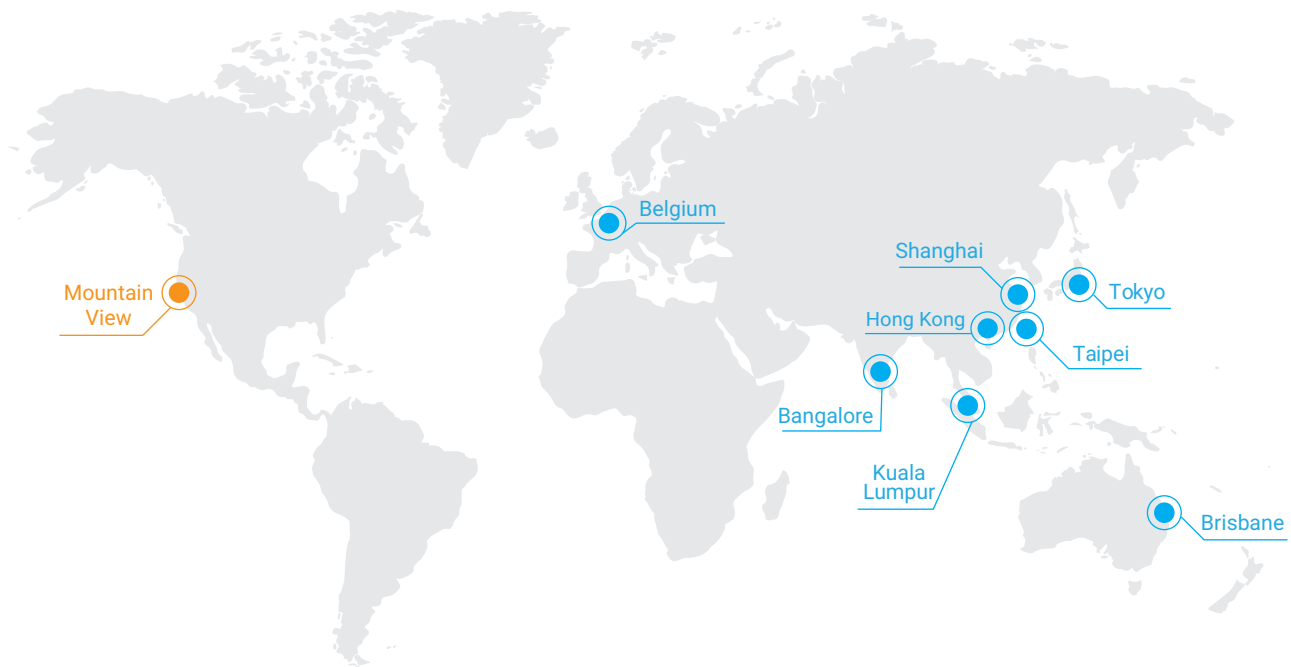 Belgium
Shanghai
Mountain
View
Tokyo
Hong Kong
Taipei
Bangalore
Kuala
Lumpur
Brisbane